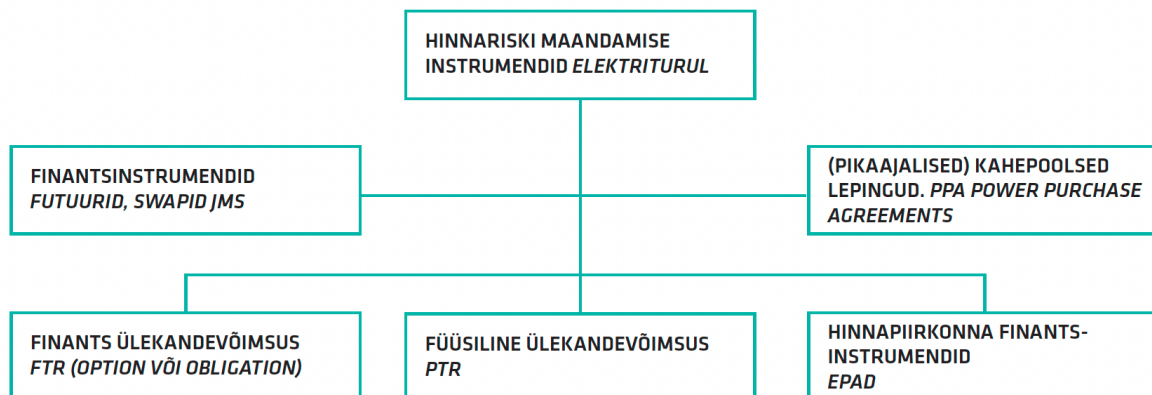 HINNARISKI MAANDAMISE
INSTRUMENDID ELEKTRITURUL
FINANTSINSTRUMENDID
FUTUURID, SWAPID JMS
(PIKAAJALISED) KAHEPOOLSED
LEPINGUD. PPA POWER PURCHASE
AGREEMENTS
FINANTS ÜLEKANDEVÕIMSUS
FTR (OPTION VÕI OBLIGATION)
FÜÜSILINE ÜLEKANDEVÕIMSUS
PTR
HINNAPIIRKONNA FINANTS-
INSTRUMENDID
EPAD